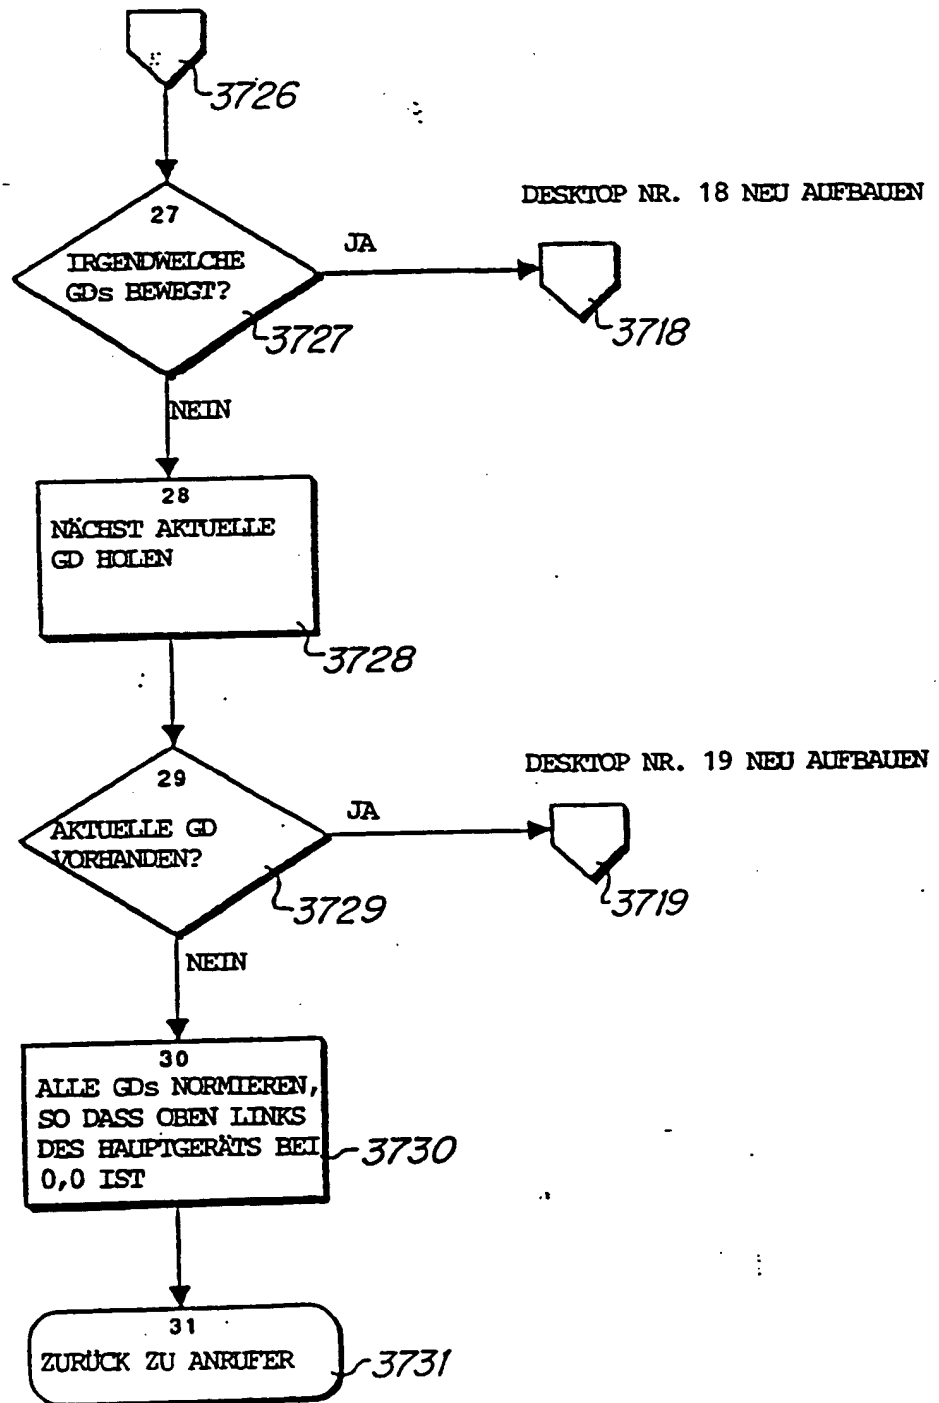 3726
DESKTOP NR. 18 NEU AUFBAUEN
27
IRGENDWELCHE
GDs BEWEGT?
JA
3727
3718
NEIN
28
NÄCHST AKTUELLE
GD HOLEN
3728
DESKTOP NR. 19 NEU AUFBAUEN
29
AKTUELLE GD
VORHANDEN?
JA
3729
3719
NEIN
30
ALLE GDs NORMIEREN,
SO DASS OBEN LINKS
DES HAUPTGERÄTS BEI
0,0 IST
3730
31
ZURÜCK ZU ANRUFER
3731